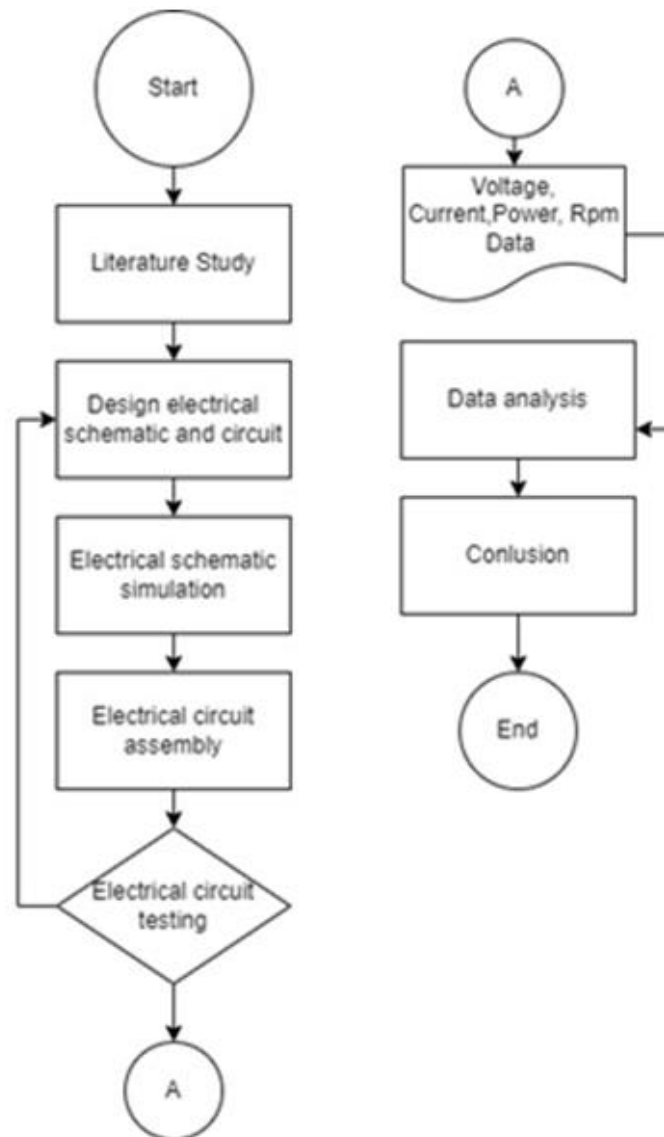 Start
Literature Study
Design electrical
schematic and circuit
Electrical schematic
simulation
Electrical circuit
assembly
Electrical circuit
testing
A
A
Voltage,
Current,Power, Rpm
Data
Data analysis
Conlusion
End